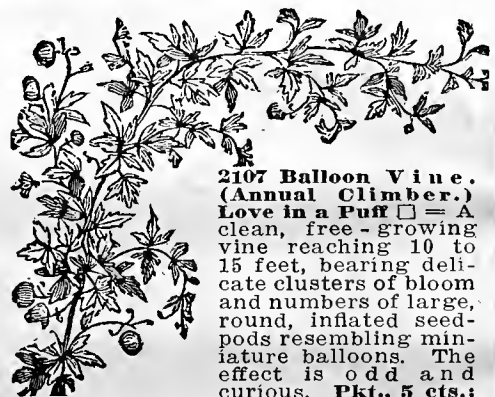 2107 Balloon Vine.
(Annual Climber.)
Love in a Puff □ = A
clean, free-growing
vine reaching 10 to
15 feet, bearing deli-
cate clusters of bloom
and numbers of large,
round, inflated seed-
pods resembling min-
iature balloons. The
effect is odd and
curious. Pkt., 5 cts.;